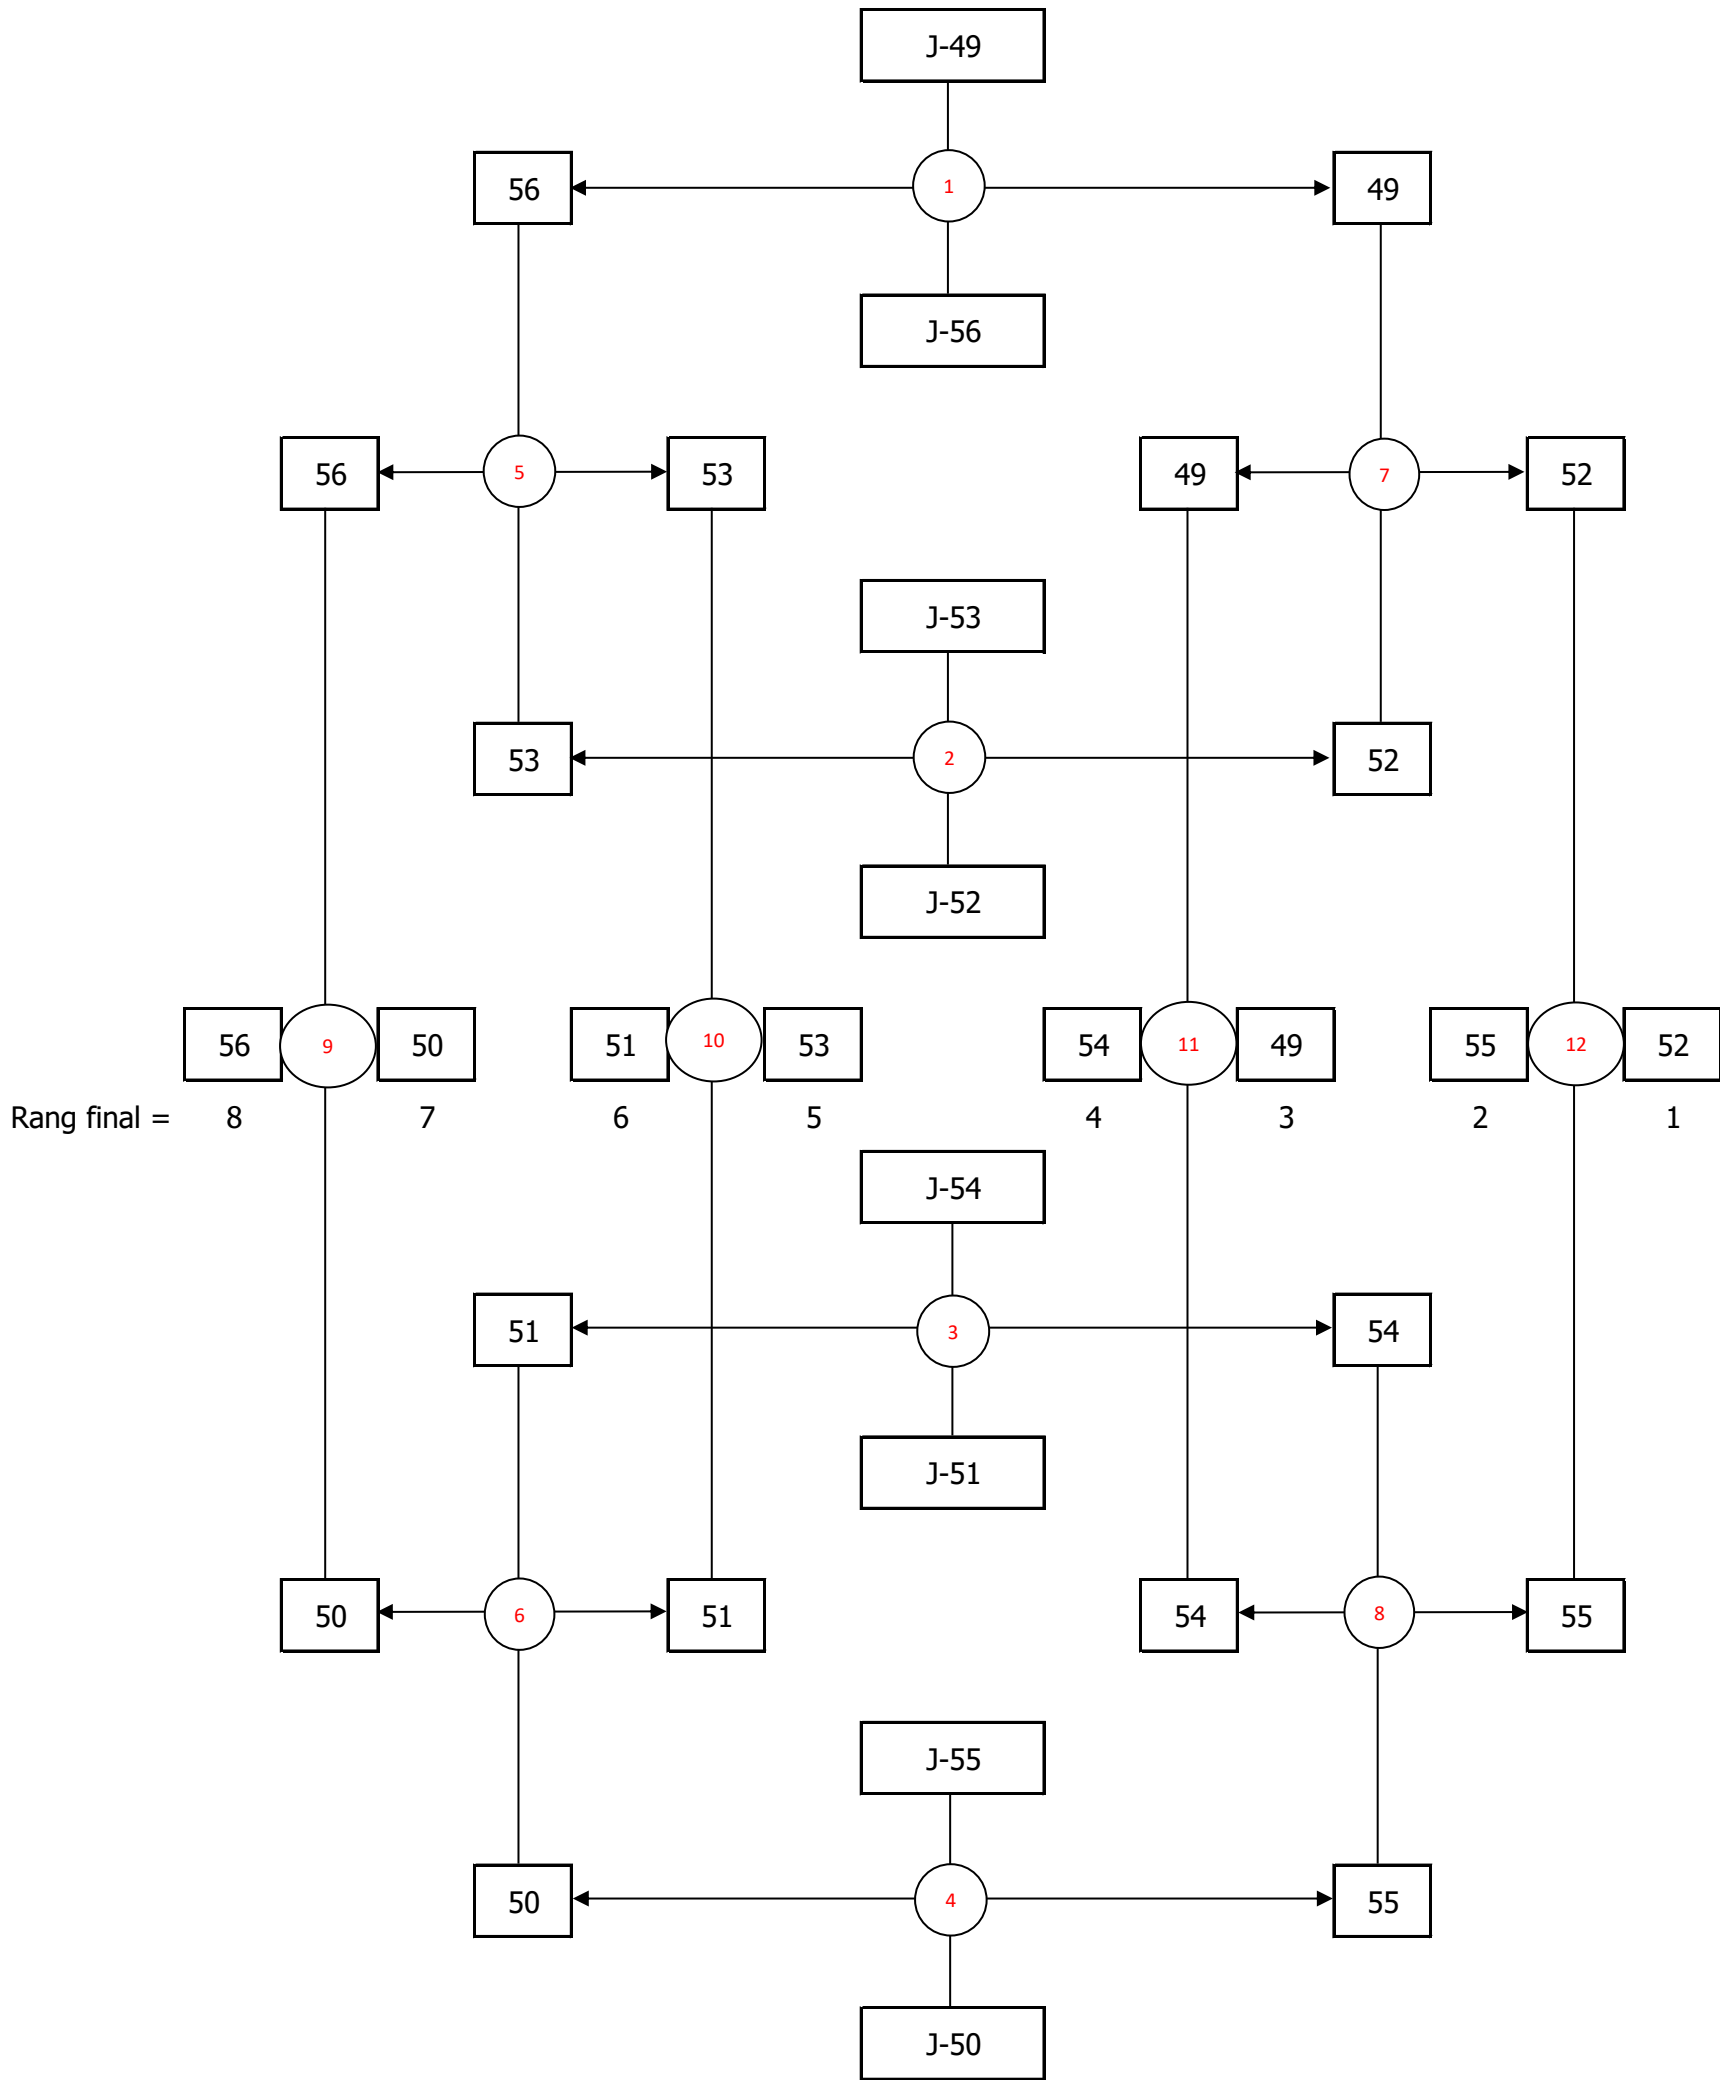 J-49
56 1 49
J-56
56 5 53 49 7 52
J-53
53 2 52
J-52
56 9 50 51 10 53 54 11 49 55 12 52
Rang final = 8 7 6 5 4 3 2 1
J-54
51 3 54
J-51
50 6 51 54 8 55
J-55
50 4 55
J-50